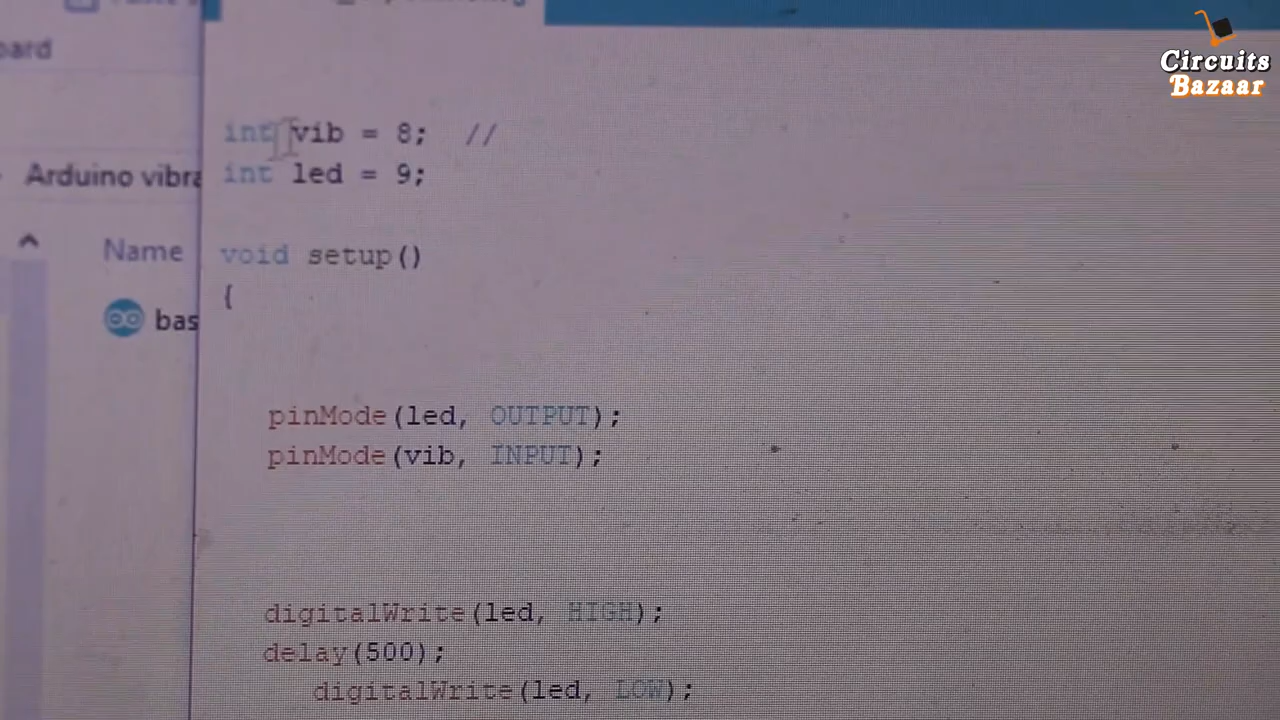 Circuits
Bazaar
oard
int vib = 8; //
Arduino vibra
int led = 9;
Name
void setup()
{
bas
pinMode(led, OUTPUT);
pinMode(vib, INPUT);
digitalWrite(led, HIGH);
delay(500);
digitalWrite(led, LOW);